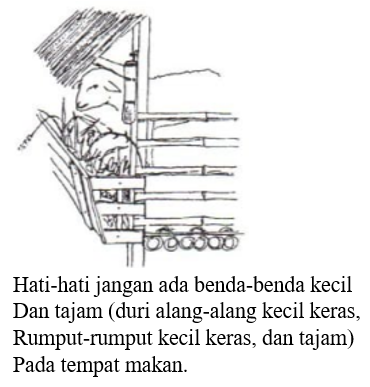 Hati-hati jangan ada benda-benda kecil
Dan tajam (duri alang-alang kecil keras,
Rumput-rumput kecil keras, dan tajam)
Pada tempat makan.